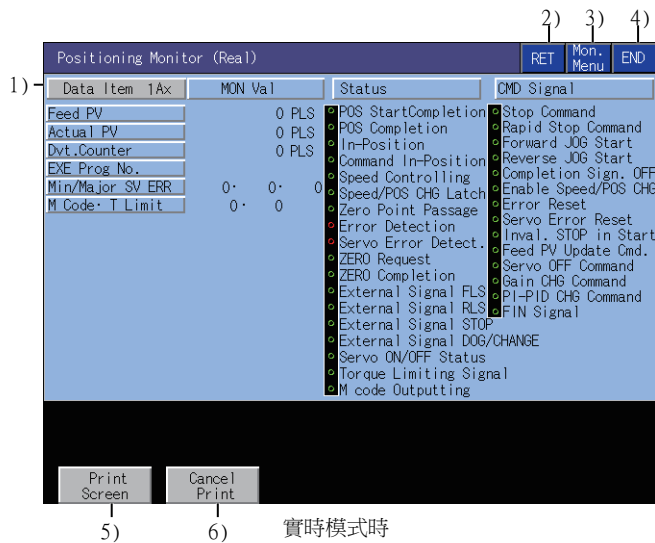 2) 3) 4)
Positioning Monitor (Real) RET Mon. Menu END
1) Data Item 1Ax MON Val Status CMD Signal
Feed PV 0 PLS
Actual PV 0 PLS
Dvt.Counter 0 PLS
EXE Prog No.
Min/Major SV ERR 0· 0· 0
M Code· T Limit 0· 0
POS StartCompletion
POS Completion
In-Position
Command In-Position
Speed Controlling
Speed/POS CHG Latch
Zero Point Passage
Error Detection
Servo Error Detect.
ZERO Request
ZERO Completion
External Signal FLS
External Signal RLS
External Signal STOP
External Signal DOG/CHANGE
Servo ON/OFF Status
Torque Limiting Signal
M code Outputting
Stop Command
Rapid Stop Command
Forward JOG Start
Reverse JOG Start
Completion Sign. OFF
Enable Speed/POS CHG
Error Reset
Servo Error Reset
Inval. STOP in Start
Feed PV Update Cmd.
Servo OFF Command
Gain CHG Command
PI-PID CHG Command
FIN Signal
Print Screen
Cancel Print
5) 6) 實時模式時